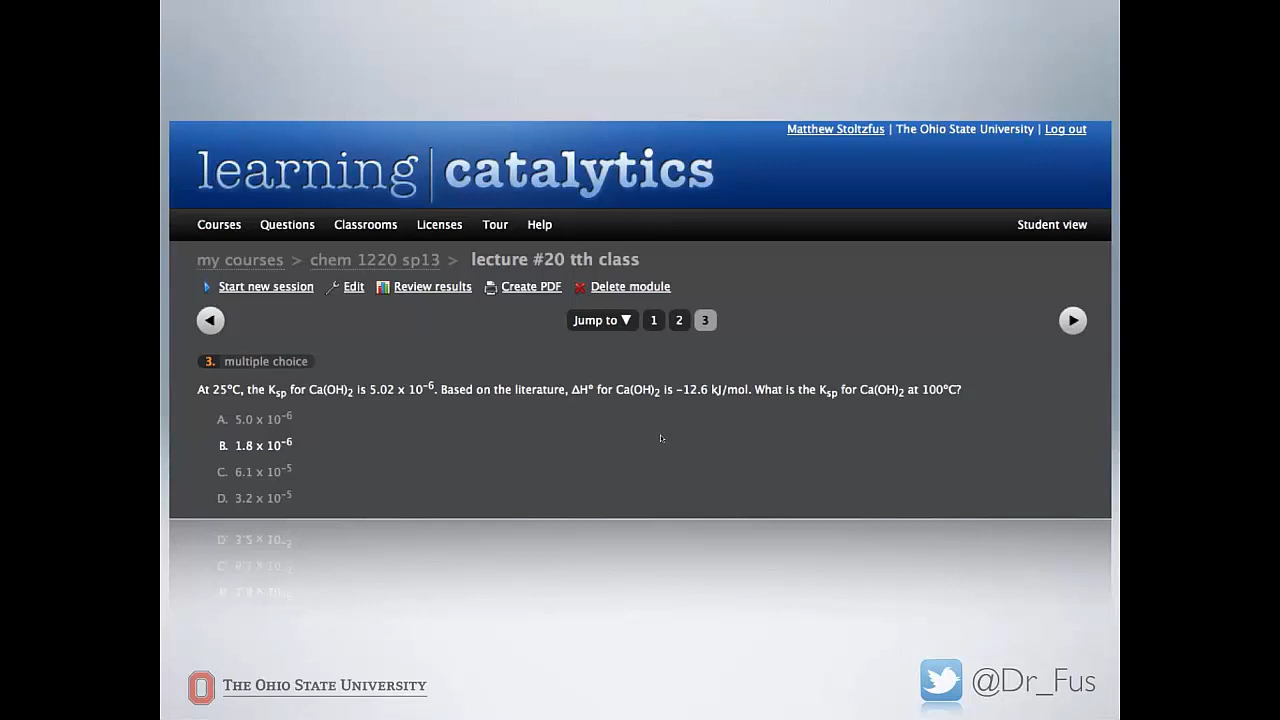 Matthew Stoltzfus | The Ohio State University | Log out
learning | catalytics
Courses Questions Classrooms Licenses Tour Help Student view
my courses > chem 1220 sp13 > lecture #20 tth class
Start new session Edit Review results Create PDF Delete module
Jump to ▼ 1 2 3
3. multiple choice
At 25°C, the Ksp for Ca(OH)₂ is 5.02 x 10⁻⁶. Based on the literature, ΔH° for Ca(OH)₂ is −12.6 kJ/mol. What is the Ksp for Ca(OH)₂ at 100°C?
A. 5.0 x 10⁻⁶
B. 1.8 x 10⁻⁶
C. 6.1 x 10⁻⁵
D. 3.2 x 10⁻⁵
THE OHIO STATE UNIVERSITY
@Dr_Fus